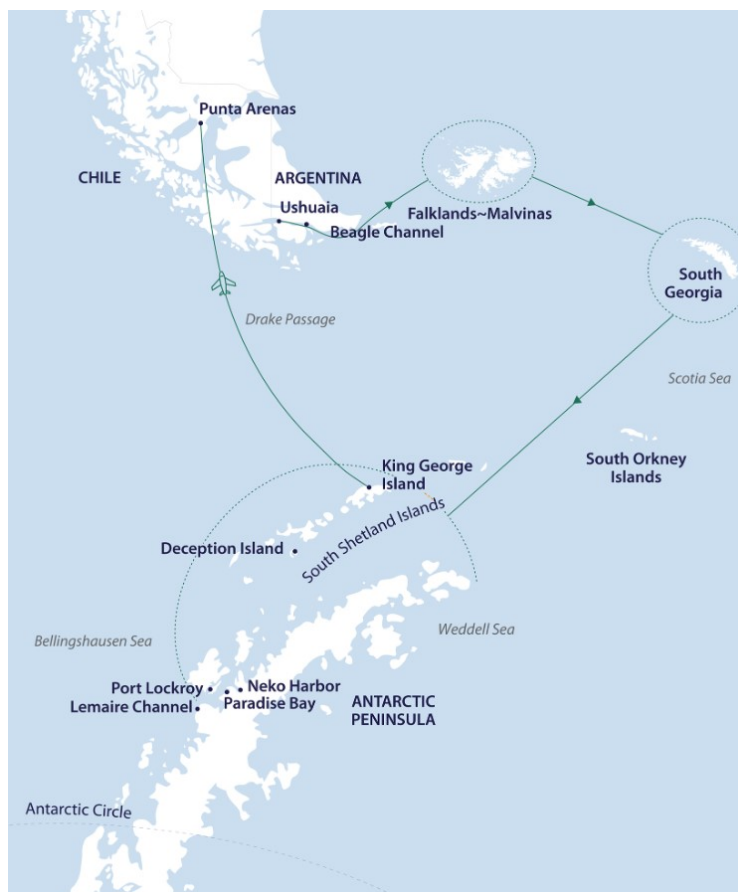 Punta Arenas
CHILE
ARGENTINA
Ushuaia
Beagle Channel
Falklands~Malvinas
South
Georgia
Drake Passage
Scotia Sea
King George
Island
South Orkney
Islands
South Shetland Islands
Deception Island
Bellingshausen Sea
Weddell Sea
Port Lockroy
Neko Harbor
Lemaire Channel
Paradise Bay
ANTARCTIC
PENINSULA
Antarctic Circle